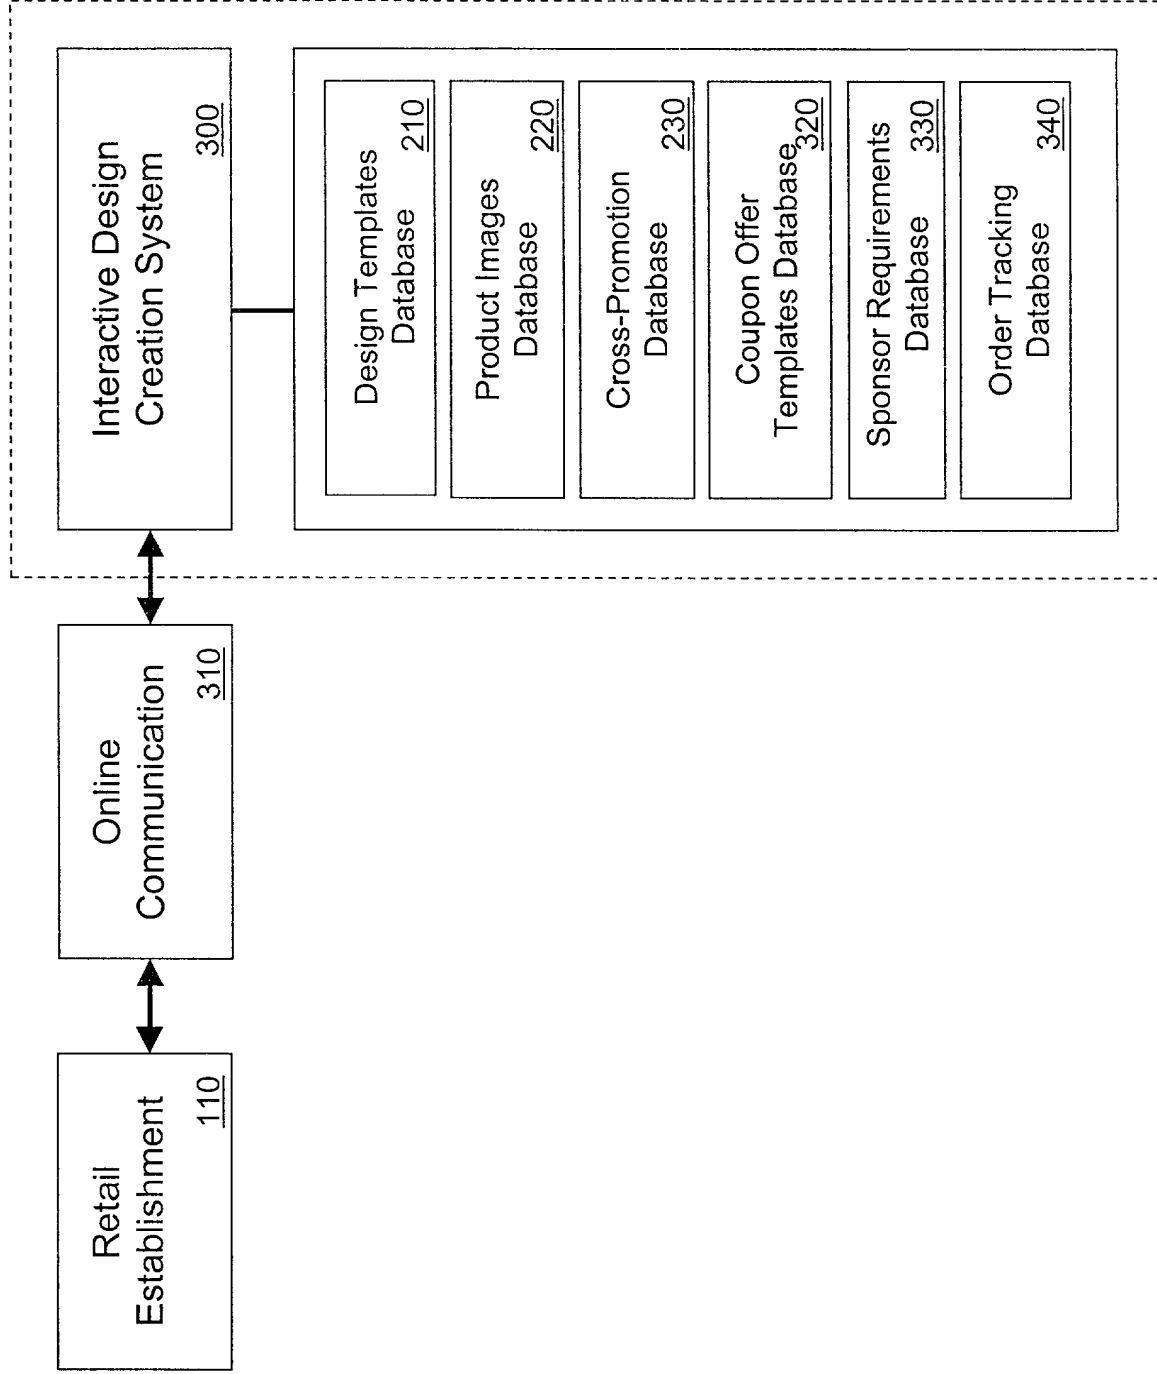 Retail
Establishment
110
Online
Communication
310
Interactive Design
Creation System
300
Design Templates
Database
210
Product Images
Database
220
Cross-Promotion
Database
230
Coupon Offer
Templates Database
320
Sponsor Requirements
Database
330
Order Tracking
Database
340